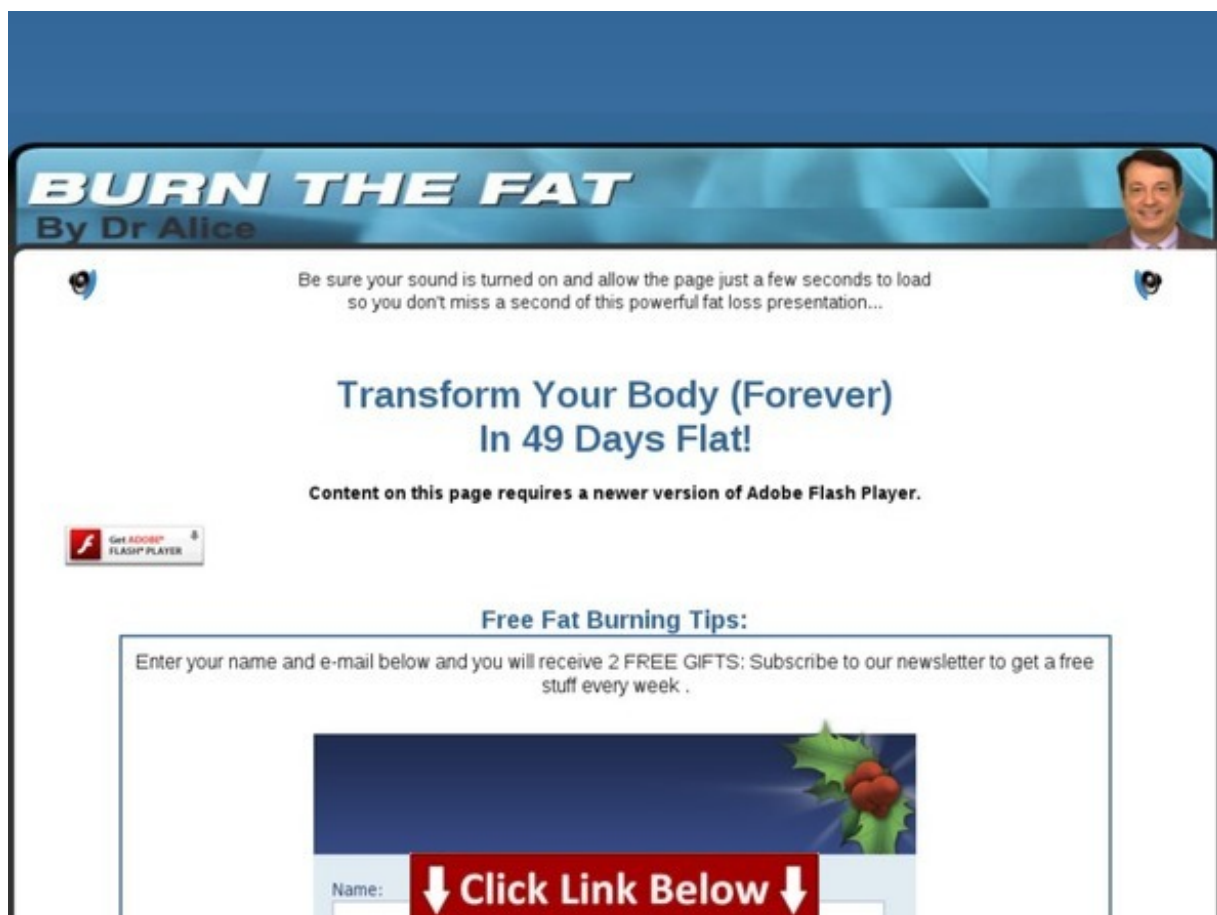 BURN THE FAT
By Dr Alice
Be sure your sound is turned on and allow the page just a few seconds to load
so you don't miss a second of this powerful fat loss presentation...
Transform Your Body (Forever)
In 49 Days Flat!
Content on this page requires a newer version of Adobe Flash Player.
Get ADOBE®
FLASH® PLAYER
Free Fat Burning Tips:
Enter your name and e-mail below and you will receive 2 FREE GIFTS: Subscribe to our newsletter to get a free
stuff every week .
Name:
Click Link Below